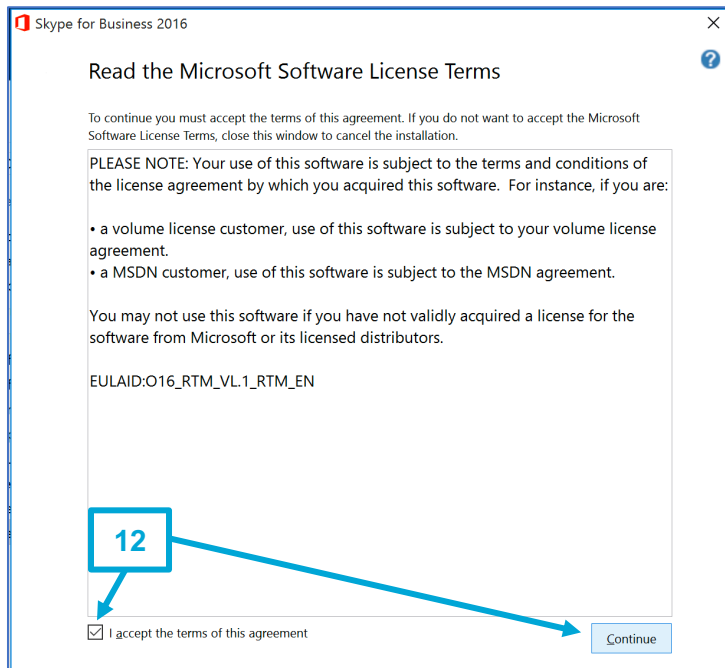 Skype for Business 2016
Read the Microsoft Software License Terms
To continue you must accept the terms of this agreement. If you do not want to accept the Microsoft
Software License Terms, close this window to cancel the installation.
PLEASE NOTE: Your use of this software is subject to the terms and conditions of
the license agreement by which you acquired this software.  For instance, if you are:
• a volume license customer, use of this software is subject to your volume license
agreement.
• a MSDN customer, use of this software is subject to the MSDN agreement.
You may not use this software if you have not validly acquired a license for the
software from Microsoft or its licensed distributors.
EULAID:O16_RTM_VL.1_RTM_EN
12
I accept the terms of this agreement
Continue